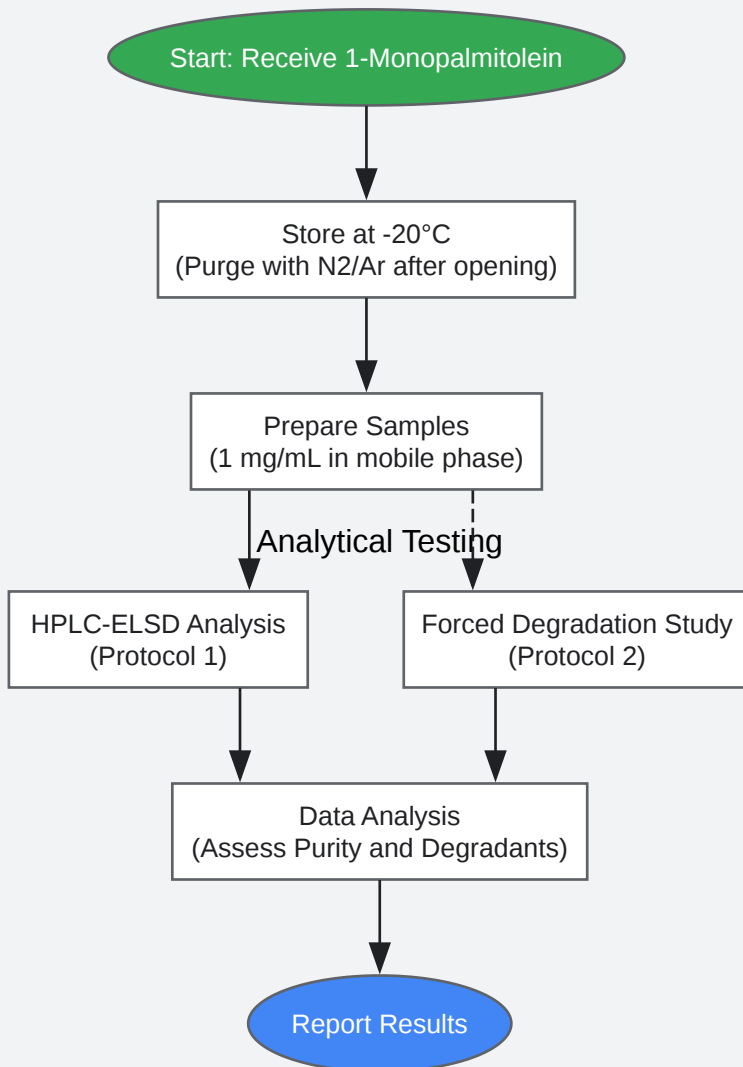 Start: Receive 1-Monopalmitolein
Store at -20°C
(Purge with N2/Ar after opening)
Prepare Samples
(1 mg/mL in mobile phase)
Analytical Testing
HPLC-ELSD Analysis
(Protocol 1)
Forced Degradation Study
(Protocol 2)
Data Analysis
(Assess Purity and Degradants)
Report Results